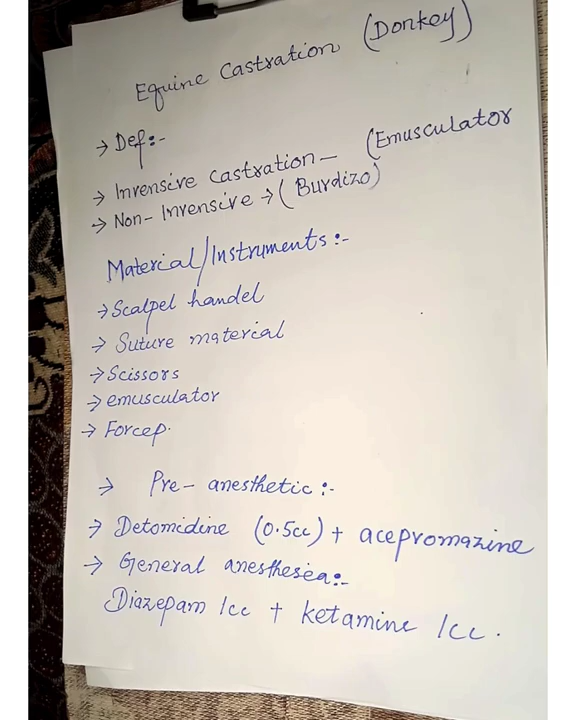 Equine Castration (Donkey)
→ Def:-
→ Invensive Castration – (Emusculator
→ Non-Invensive → (Burdizo)
Material/Instruments:-
→ Scalpel handel
→ Suture material
→ Scissors
→ emusculator
→ Forcep.
→ Pre-anesthetic:-
→ Detomidine (0.5cc) + acepromazine
→ General anesthesea:-
Diazepam 1cc + ketamine 1cc.